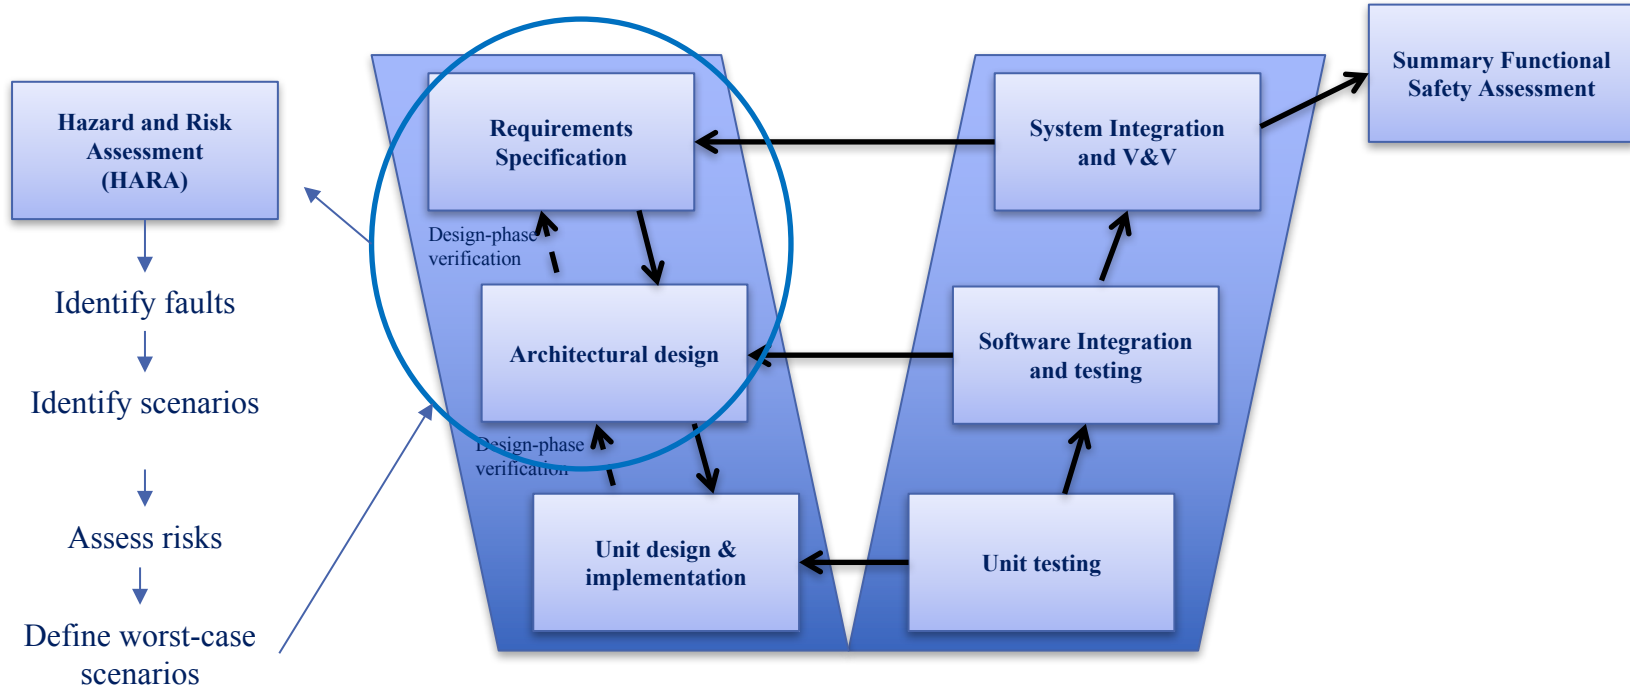 Hazard and Risk
Assessment
(HARA)
Identify faults
Identify scenarios
Assess risks
Define worst-case
scenarios
Requirements
Specification
Design-phase
verification
Architectural design
Design-phase
verification
Unit design &
implementation
System Integration
and V&V
Software Integration
and testing
Unit testing
Summary Functional
Safety Assessment